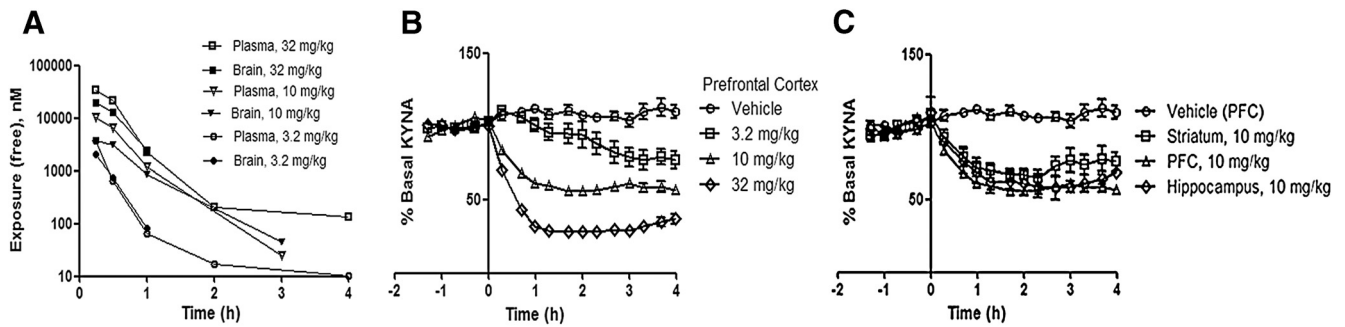 A
Exposure (free), nM
100000
10000
1000
100
10
0
1
2
3
4
Time (h)
Plasma, 32 mg/kg
Brain, 32 mg/kg
Plasma, 10 mg/kg
Brain, 10 mg/kg
Plasma, 3.2 mg/kg
Brain, 3.2 mg/kg
B
% Basal KYNA
150
50
-2
-1
0
1
2
3
4
Time (h)
Prefrontal Cortex
Vehicle
3.2 mg/kg
10 mg/kg
32 mg/kg
C
% Basal KYNA
150
50
-2
-1
0
1
2
3
4
Time (h)
Vehicle (PFC)
Striatum, 10 mg/kg
PFC, 10 mg/kg
Hippocampus, 10 mg/kg